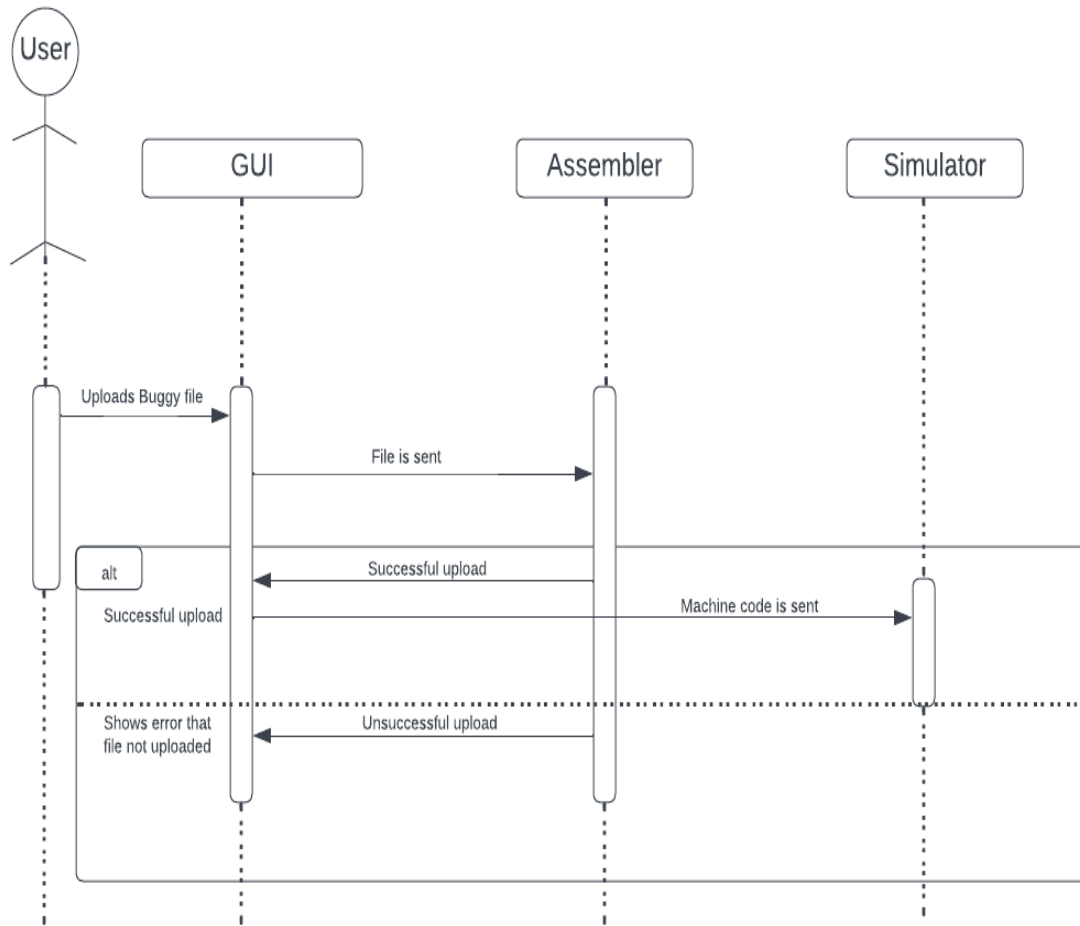 User
GUI
Assembler
Simulator
Uploads Buggy file
File is sent
alt
Successful upload
Successful upload
Machine code is sent
Shows error that
file not uploaded
Unsuccessful upload